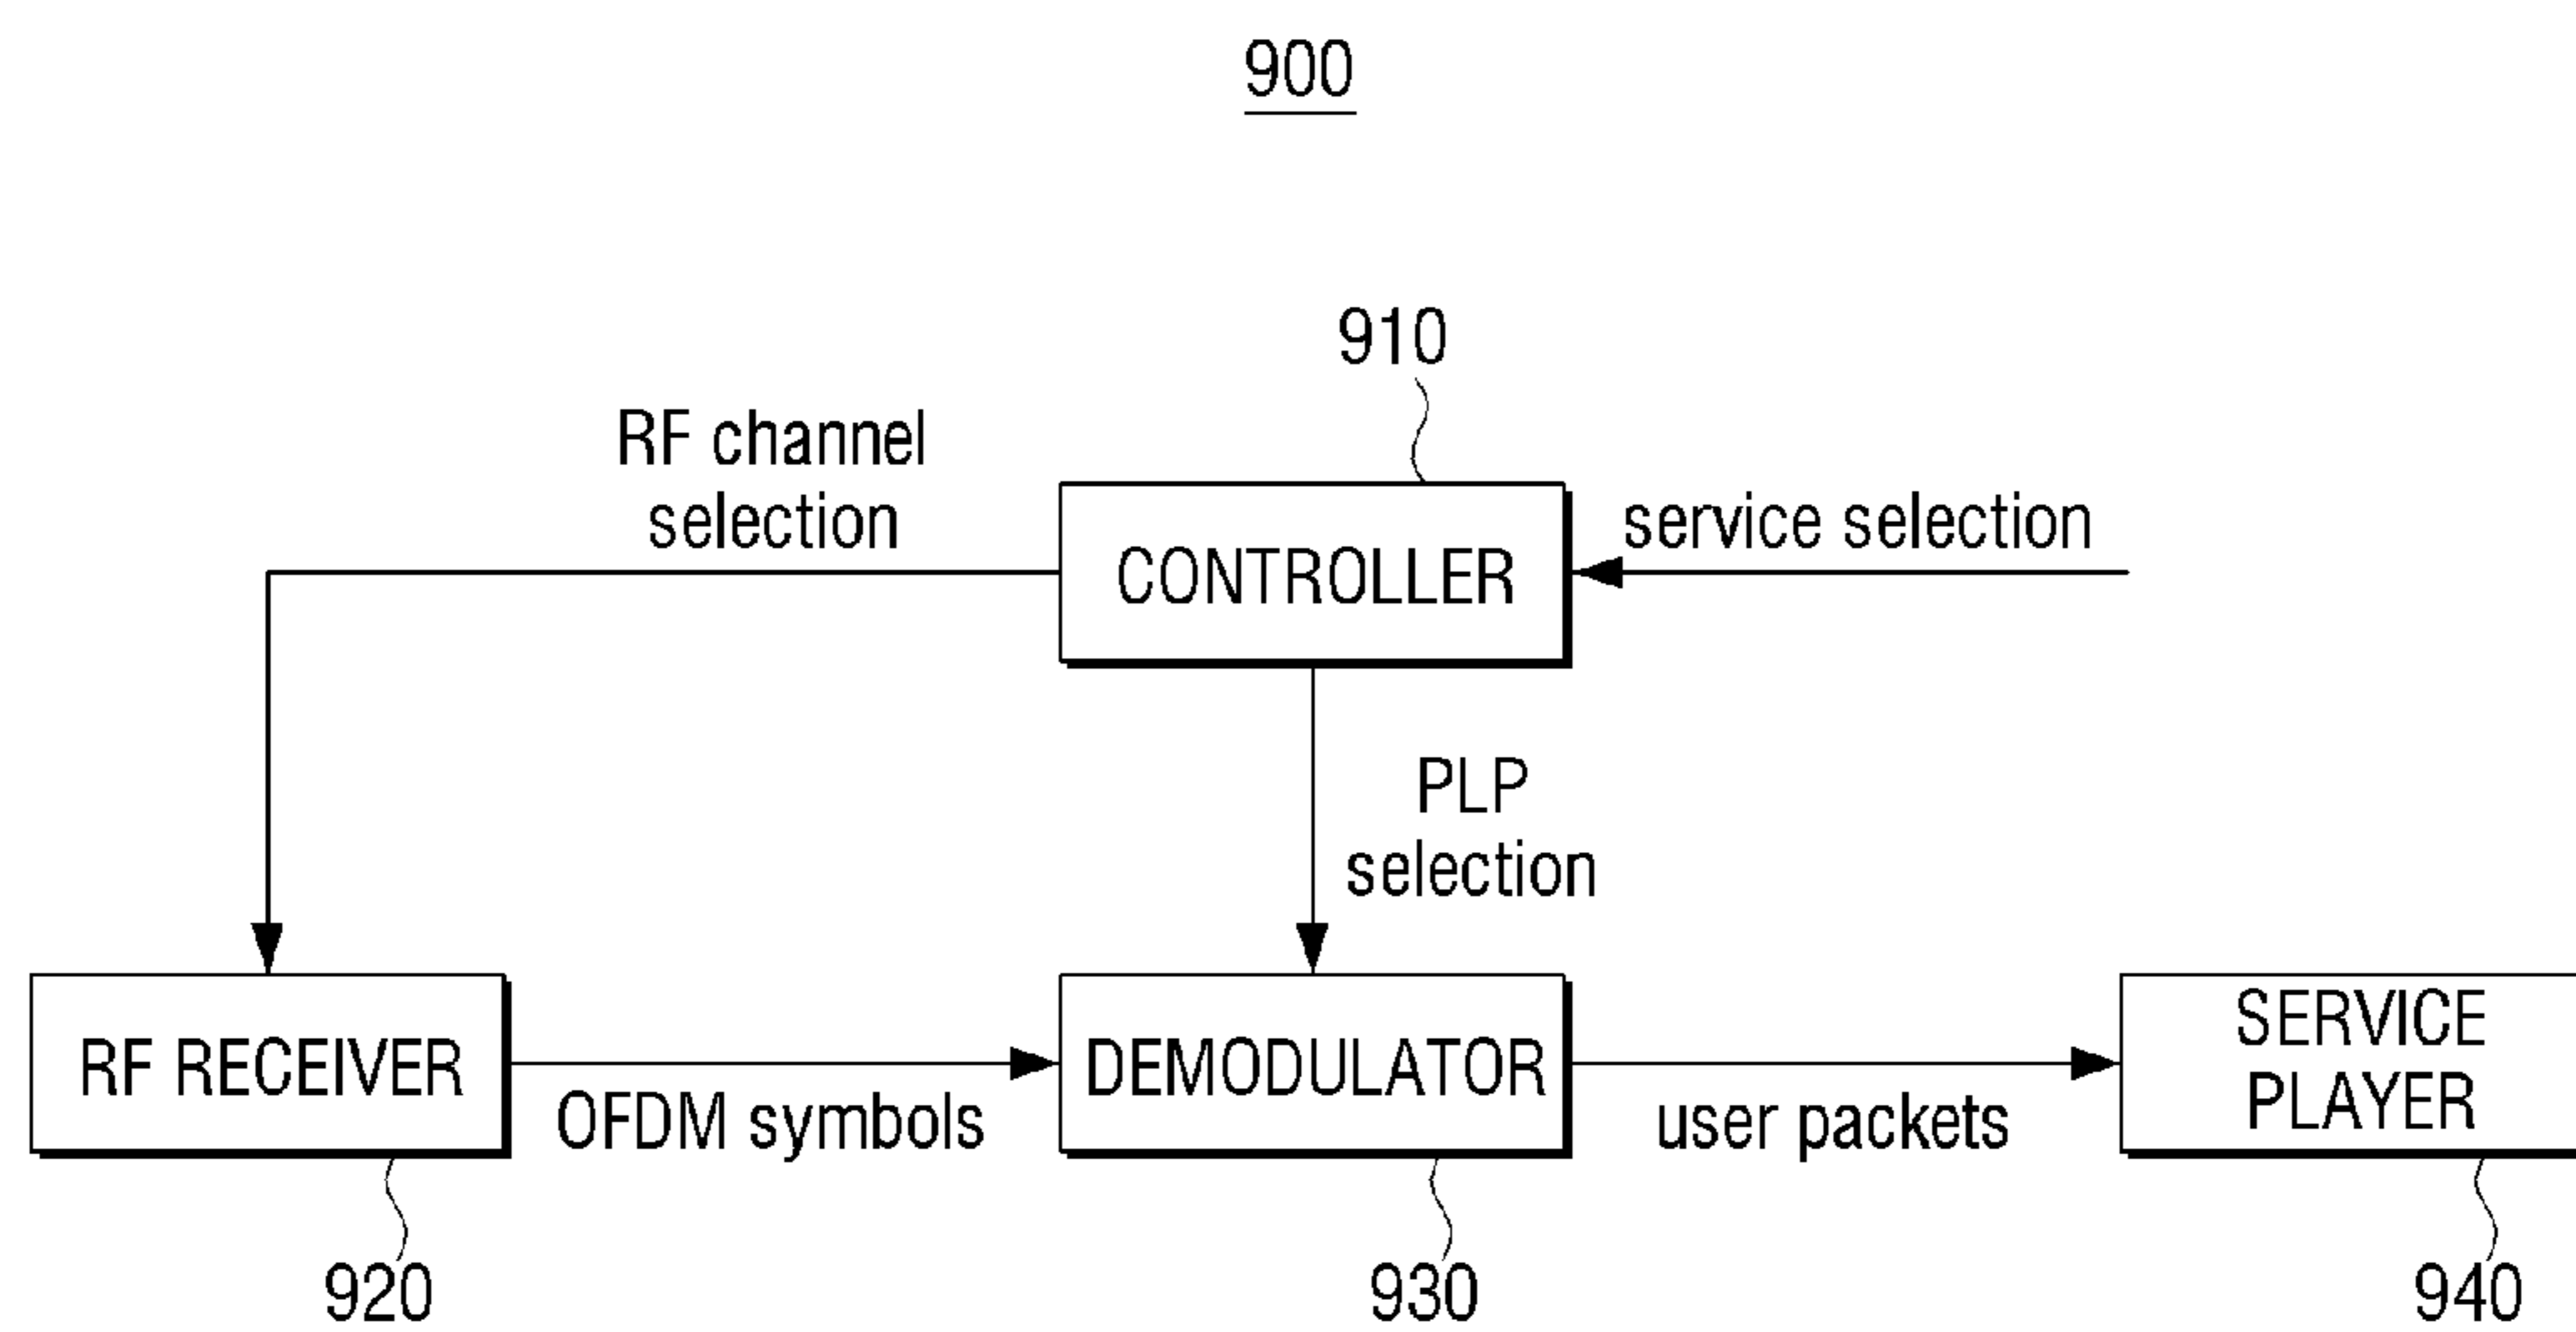 900
910
RF channel
selection
service selection
CONTROLLER
PLP
selection
RF RECEIVER
OFDM symbols
DEMODULATOR
user packets
SERVICE
PLAYER
920
930
940